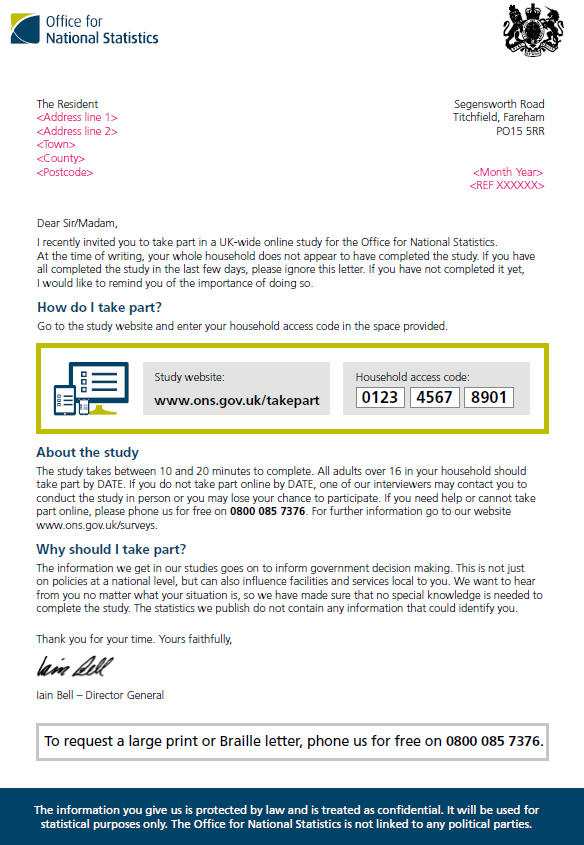 Office for
National Statistics
The Resident
<Address line 1>
<Address line 2>
<Town>
<County>
<Postcode>
Segensworth Road
Titchfield, Fareham
PO15 5RR
<Month Year>
<REF XXXXXX>
Dear Sir/Madam,
I recently invited you to take part in a UK-wide online study for the Office for National Statistics.
At the time of writing, your whole household does not appear to have completed the study. If you have
all completed the study in the last few days, please ignore this letter. If you have not completed it yet,
I would like to remind you of the importance of doing so.
How do I take part?
Go to the study website and enter your household access code in the space provided.
Study website:
www.ons.gov.uk/takepart
Household access code:
0123 4567 8901
About the study
The study takes between 10 and 20 minutes to complete. All adults over 16 in your household should
take part by DATE. If you do not take part online by DATE, one of our interviewers may contact you to
conduct the study in person or you may lose your chance to participate. If you need help or cannot take
part online, please phone us for free on 0800 085 7376. For further information go to our website
www.ons.gov.uk/surveys.
Why should I take part?
The information we get in our studies goes on to inform government decision making. This is not just
on policies at a national level, but can also influence facilities and services local to you. We want to hear
from you no matter what your situation is, so we have made sure that no special knowledge is needed to
complete the study. The statistics we publish do not contain any information that could identify you.
Thank you for your time. Yours faithfully,
Iain Bell
Iain Bell – Director General
To request a large print or Braille letter, phone us for free on 0800 085 7376.
The information you give us is protected by law and is treated as confidential. It will be used for
statistical purposes only. The Office for National Statistics is not linked to any political parties.